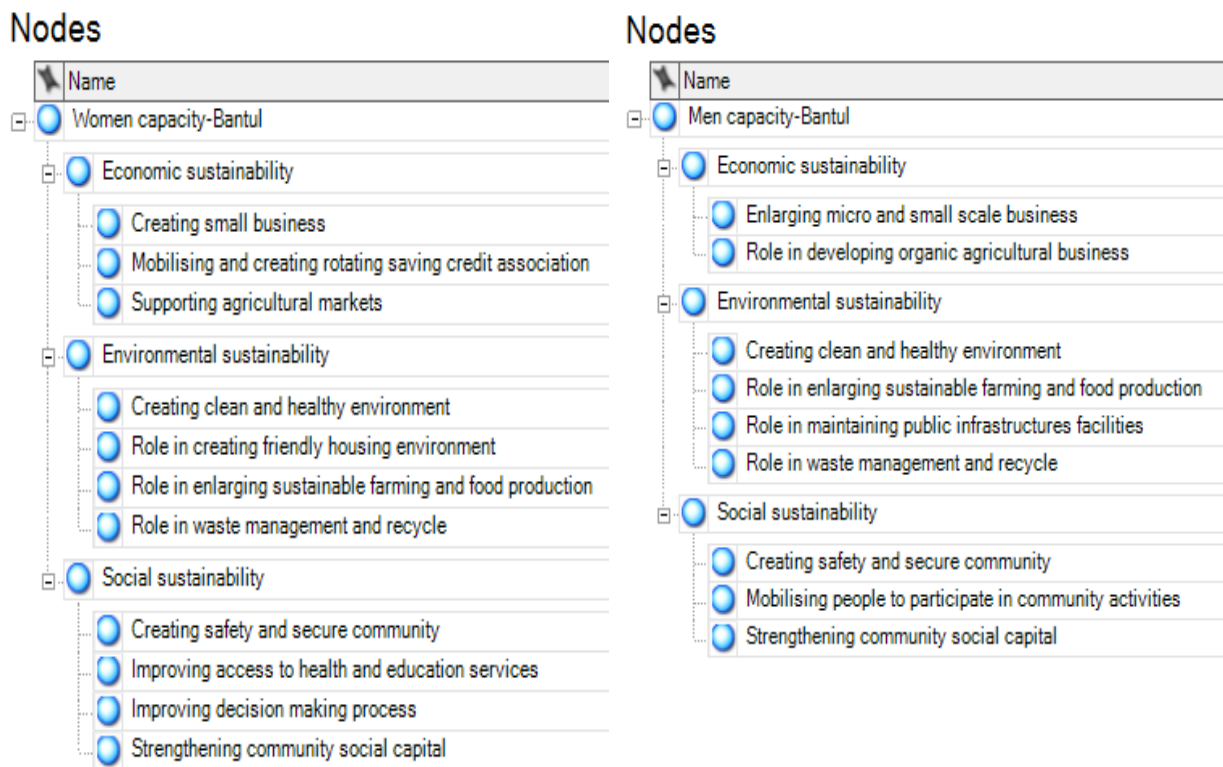 Nodes
Name
Women capacity-Bantul
Economic sustainability
Creating small business
Mobilising and creating rotating saving credit association
Supporting agricultural markets
Environmental sustainability
Creating clean and healthy environment
Role in creating friendly housing environment
Role in enlarging sustainable farming and food production
Role in waste management and recycle
Social sustainability
Creating safety and secure community
Improving access to health and education services
Improving decision making process
Strengthening community social capital
Nodes
Name
Men capacity-Bantul
Economic sustainability
Enlarging micro and small scale business
Role in developing organic agricultural business
Environmental sustainability
Creating clean and healthy environment
Role in enlarging sustainable farming and food production
Role in maintaining public infrastructures facilities
Role in waste management and recycle
Social sustainability
Creating safety and secure community
Mobilising people to participate in community activities
Strengthening community social capital